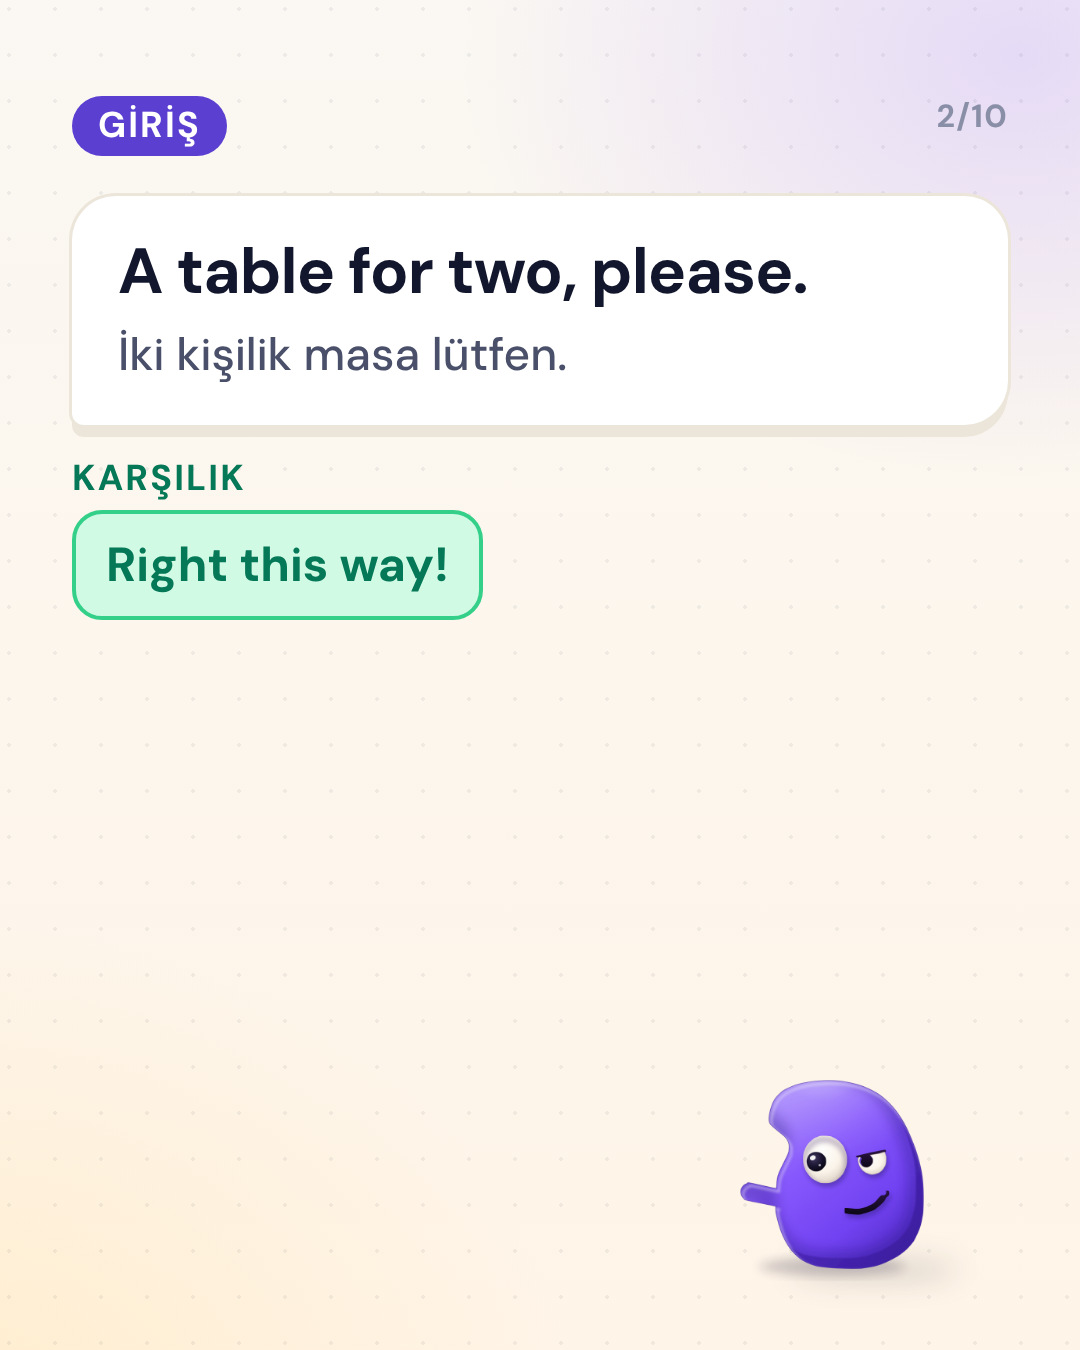 GİRİŞ
2/10
A table for two, please.
İki kişilik masa lütfen.
KARŞILIK
Right this way!